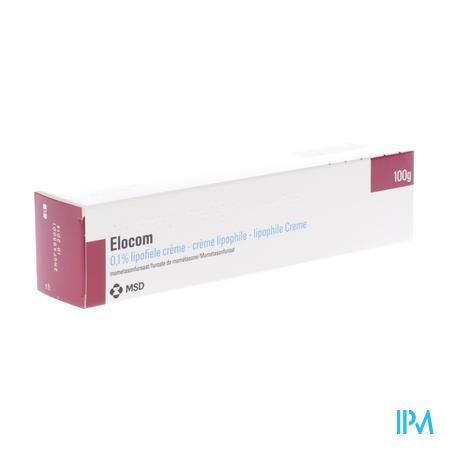 100g
Elocom
0,1% lipofiele crème - crème lipophile - lipophile Creme
mometasonfuroaat/furoate de mométasone/Mometasonfuroat
MSD
IPM